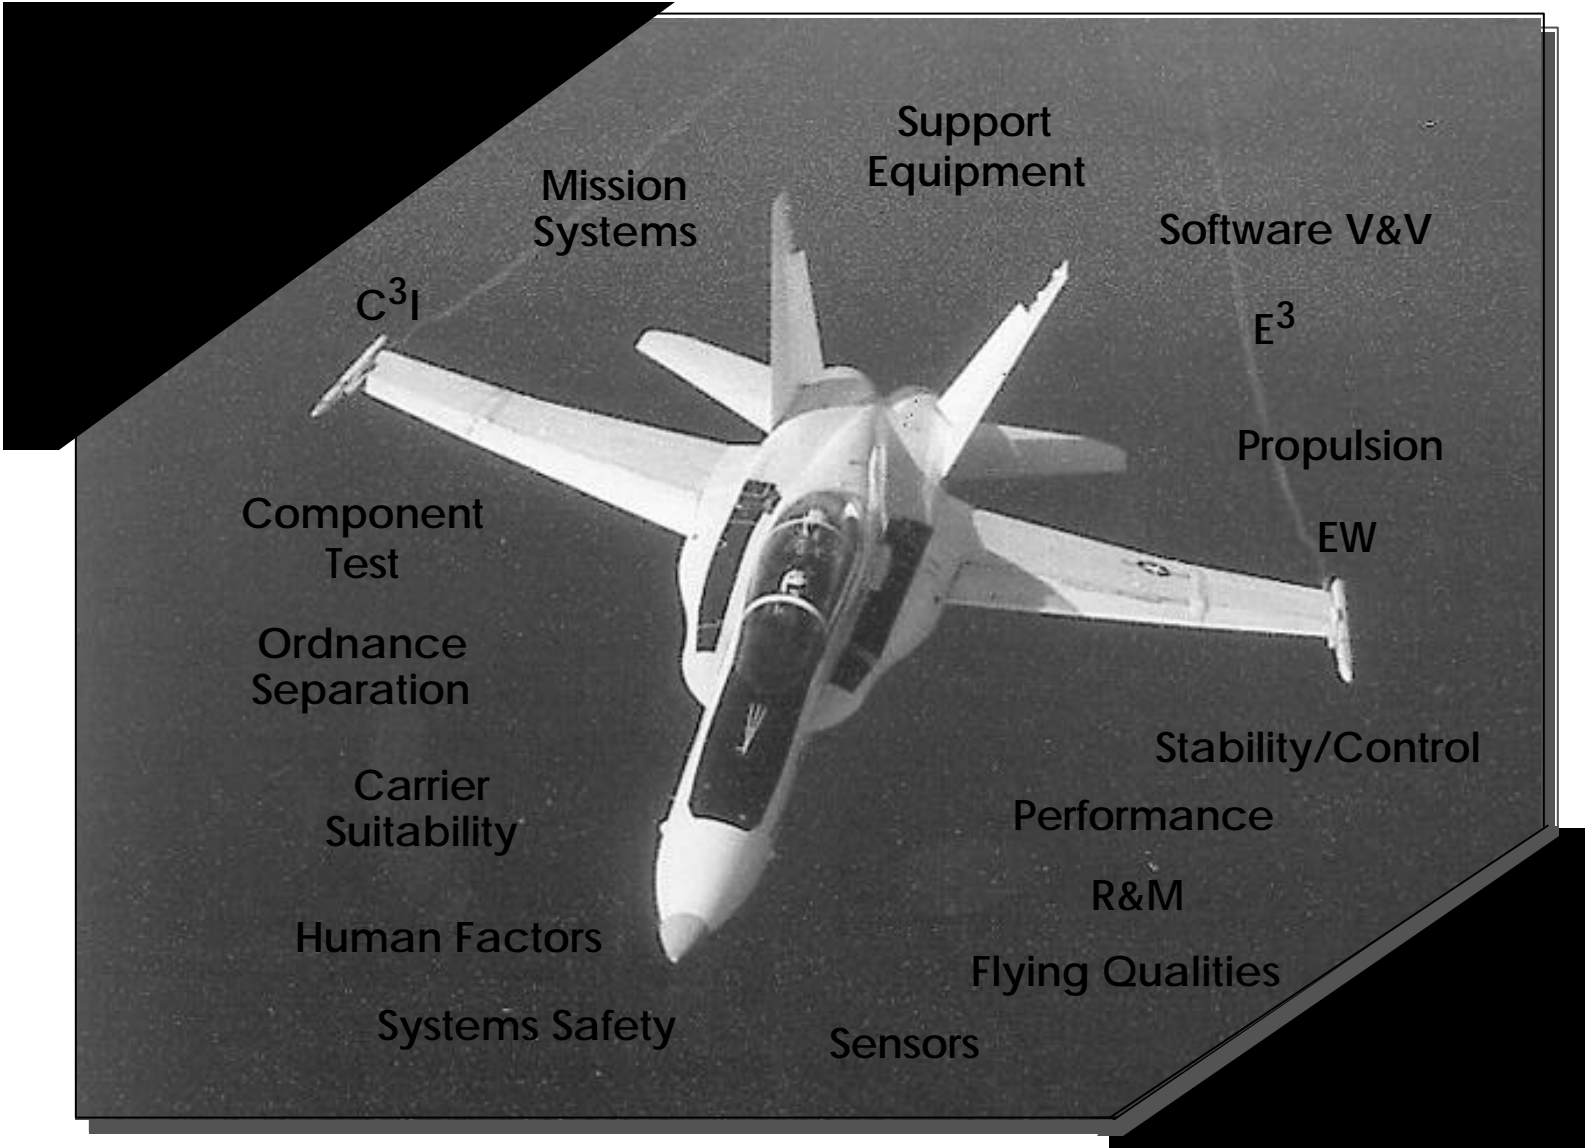 Support
Equipment
Mission
Systems
Software V&V
C³I
E³
Propulsion
Component
Test
EW
Ordnance
Separation
Stability/Control
Carrier
Suitability
Performance
R&M
Human Factors
Flying Qualities
Systems Safety
Sensors